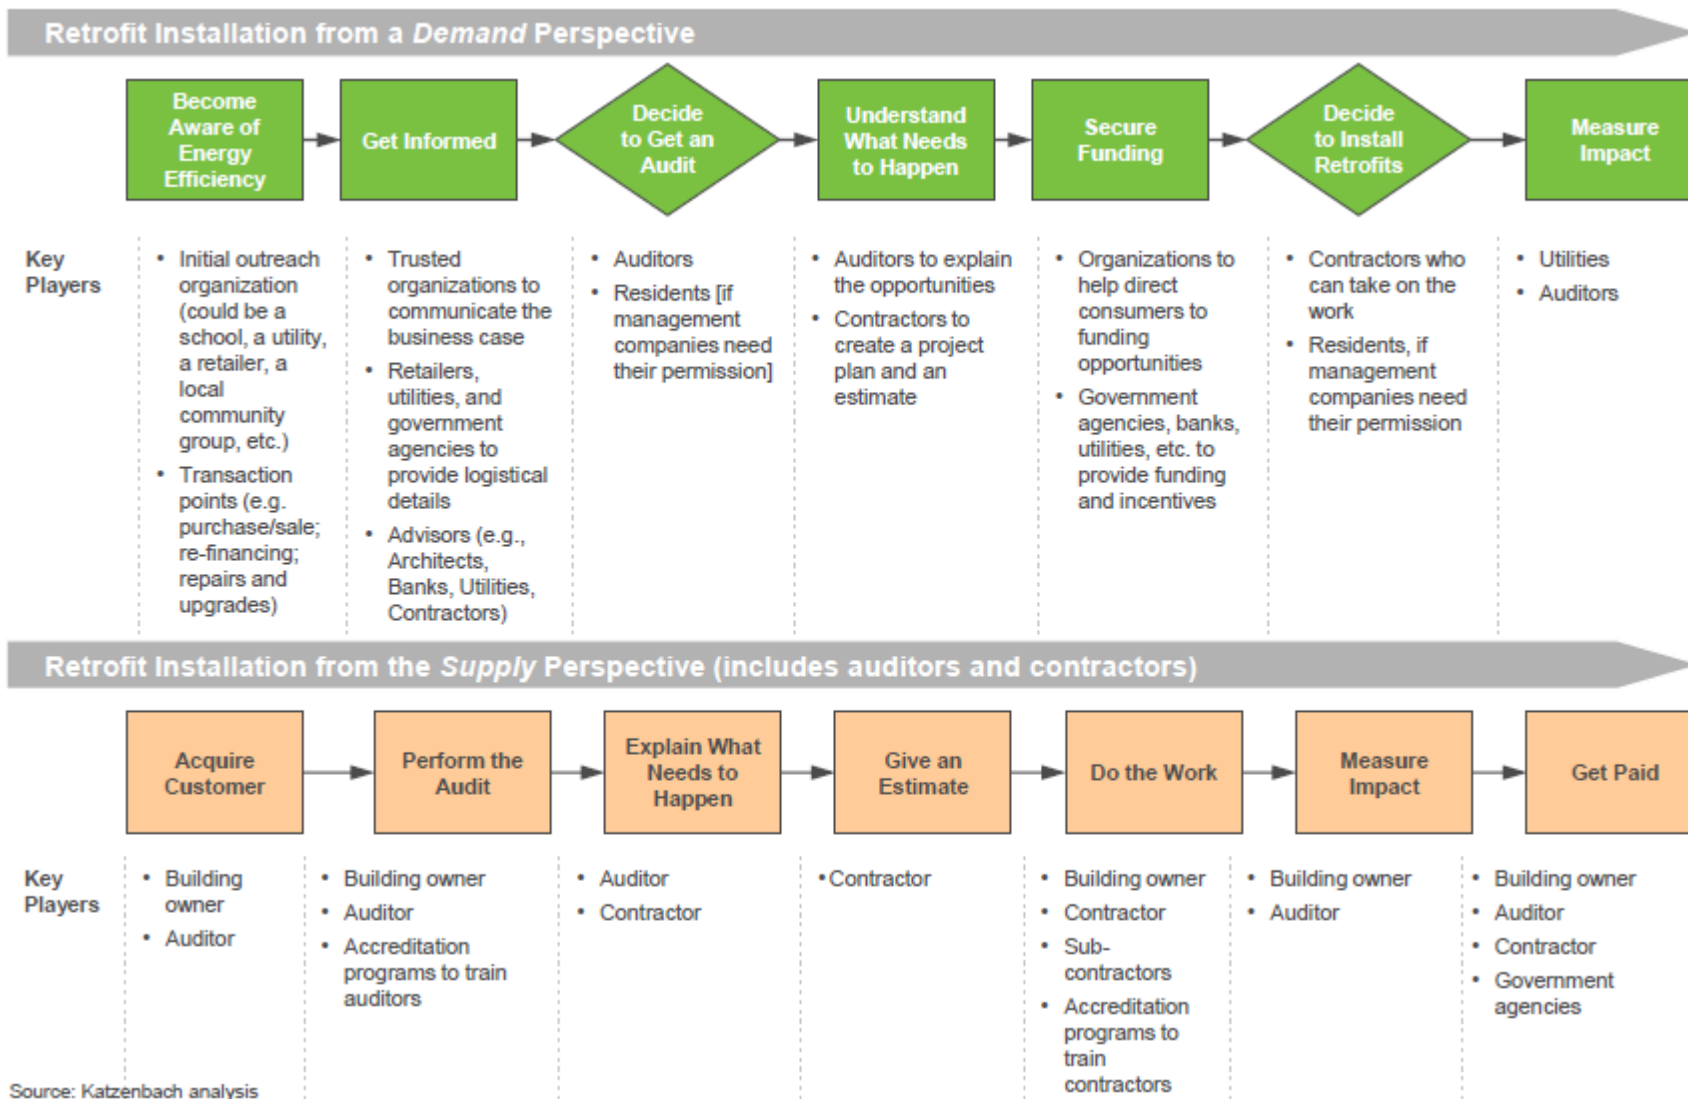 Retrofit Installation from a Demand Perspective
Become
Aware of
Energy
Efficiency
Get Informed
Decide
to Get an
Audit
Understand
What Needs
to Happen
Secure
Funding
Decide
to Install
Retrofits
Measure
Impact
Key
Players
• Initial outreach
organization
(could be a
school, a utility,
a retailer, a
local
community
group, etc.)
• Transaction
points (e.g.
purchase/sale;
re-financing;
repairs and
upgrades)
• Trusted
organizations to
communicate the
business case
• Retailers,
utilities, and
government
agencies to
provide logistical
details
• Advisors (e.g.,
Architects,
Banks, Utilities,
Contractors)
• Auditors
• Residents [if
management
companies need
their permission]
• Auditors to explain
the opportunities
• Contractors to
create a project
plan and an
estimate
• Organizations to
help direct
consumers to
funding
opportunities
• Government
agencies, banks,
utilities, etc. to
provide funding
and incentives
• Contractors who
can take on the
work
• Residents, if
management
companies need
their permission
• Utilities
• Auditors
Retrofit Installation from the Supply Perspective (includes auditors and contractors)
Acquire
Customer
Perform the
Audit
Explain What
Needs to
Happen
Give an
Estimate
Do the Work
Measure
Impact
Get Paid
Key
Players
• Building
owner
• Auditor
• Building owner
• Auditor
• Accreditation
programs to train
auditors
• Auditor
• Contractor
•Contractor
• Building owner
• Contractor
• Sub-
contractors
• Accreditation
programs to
train
contractors
• Building owner
• Auditor
• Building owner
• Auditor
• Contractor
• Government
agencies
Source: Katzenbach analysis